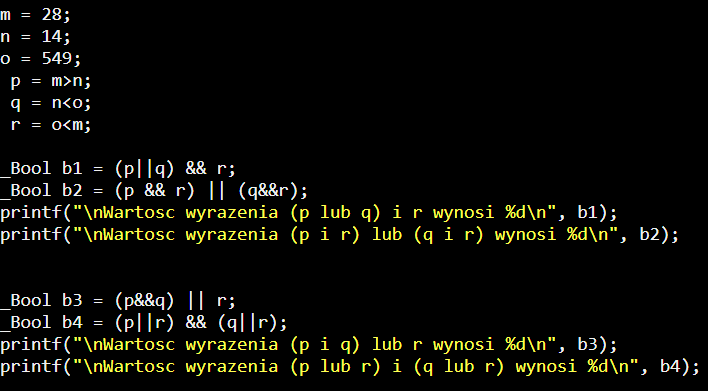 m = 28;
n = 14;
o = 549;
p = m>n;
q = n<o;
r = o<m;
_Bool b1 = (p||q) && r;
_Bool b2 = (p && r) || (q&&r);
printf("\nWartosc wyrazenia (p lub q) i r wynosi %d\n", b1);
printf("\nWartosc wyrazenia (p i r) lub (q i r) wynosi %d\n", b2);
_Bool b3 = (p&&q) || r;
_Bool b4 = (p||r) && (q||r);
printf("\nWartosc wyrazenia (p i q) lub r wynosi %d\n", b3);
printf("\nWartosc wyrazenia (p lub r) i (q lub r) wynosi %d\n", b4);